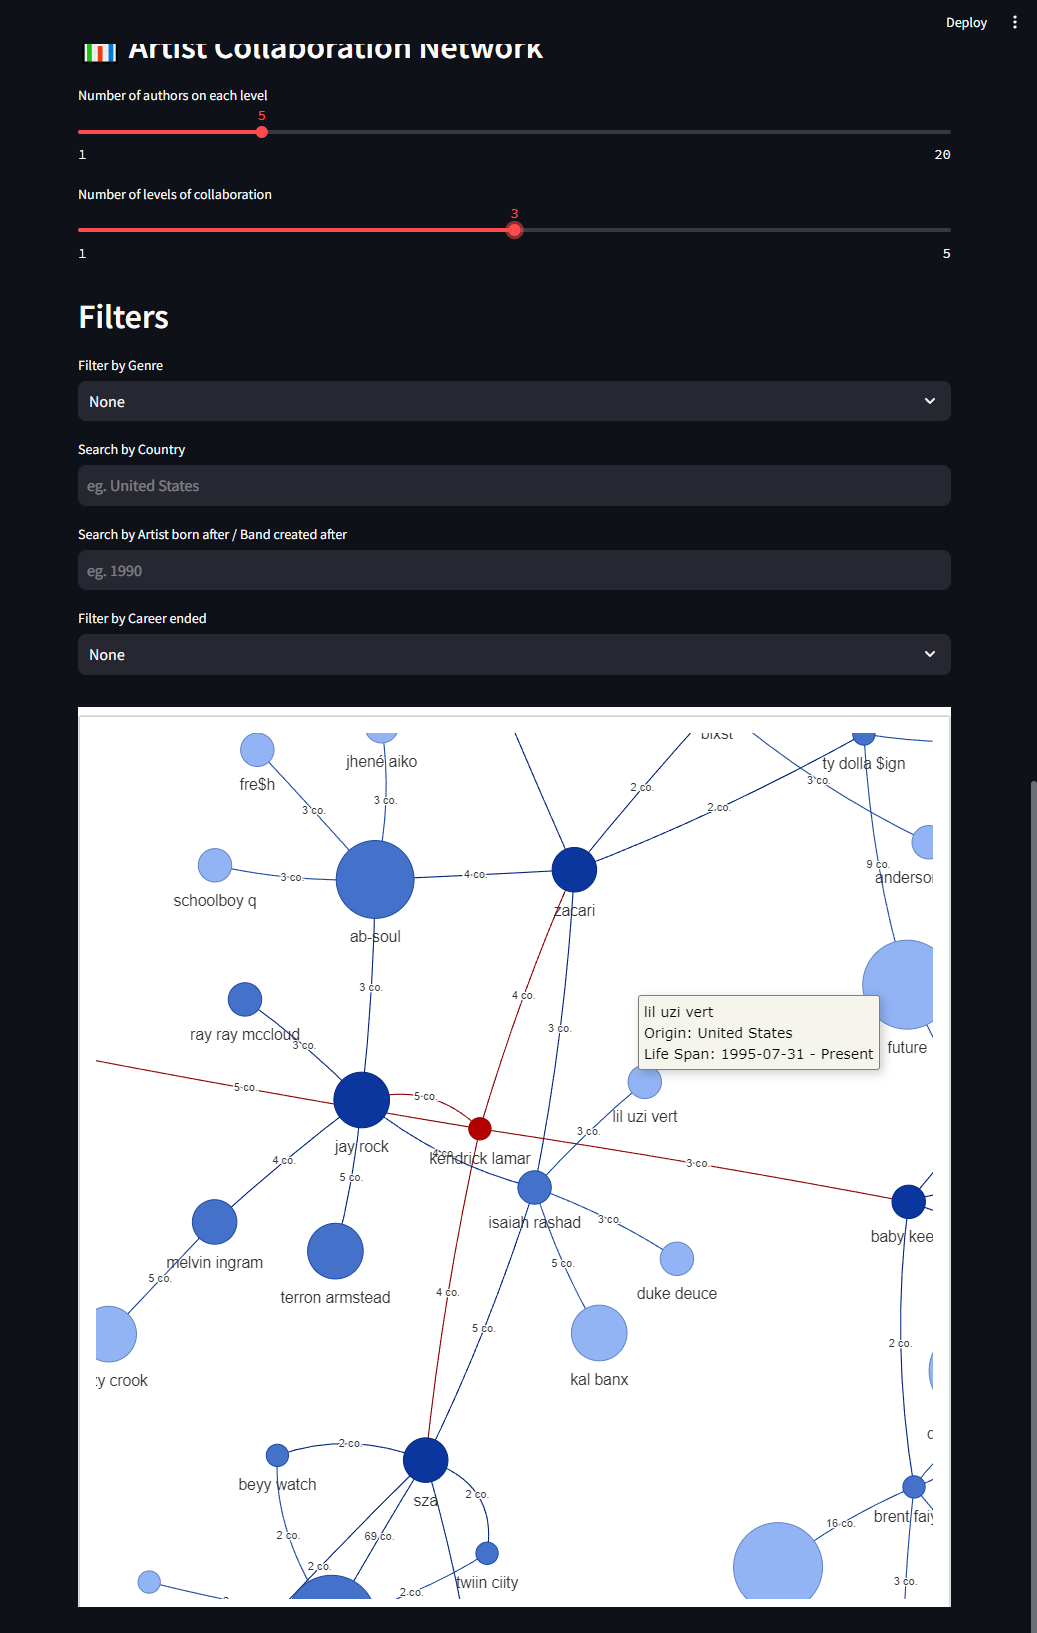 Deploy
Artist Collaboration Network
Number of authors on each level
5
1
20
Number of levels of collaboration
3
1
5
Filters
Filter by Genre
None
Search by Country
eg. United States
Search by Artist born after / Band created after
eg. 1990
Filter by Career ended
None
blxst
jhené aiko
ty dolla $ign
fre$h
3 co.
2 co.
3 co.
3 co.
2 co.
9 co.
3 co.
4 co.
anderso
schoolboy q
zacari
ab-soul
3 co.
4 co.
lil uzi vert
Origin: United States
Life Span: 1995-07-31 - Present
3 co.
ray ray mccloud
3 co.
future
5 co.
5 co.
lil uzi vert
3 co.
jay rock
4 co.
kendrick lamar
4 co.
3 co.
5 co.
isaiah rashad
3 co.
baby kee
melvin ingram
5 co.
5 co.
4 co.
terron armstead
duke deuce
5 co.
2 co.
y crook
kal banx
2 co.
beyy watch
sza
2 co.
brent faiy
16 co.
2 co.
69 co.
2 co.
twiin ciity
3 co.
2 co.